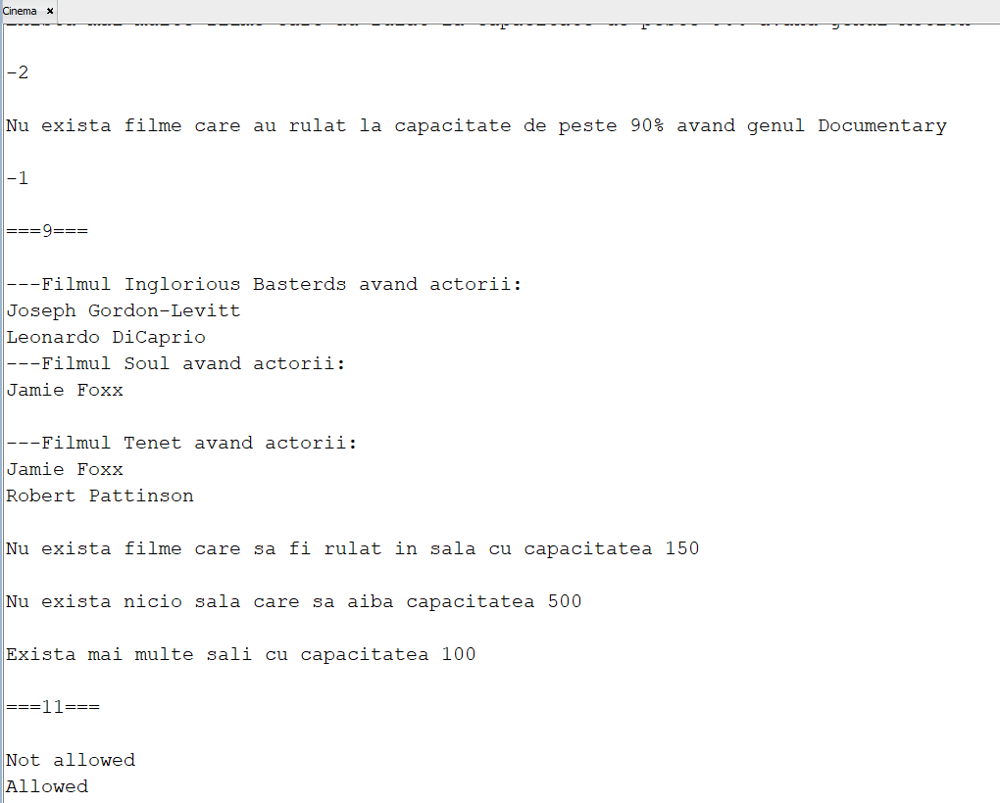 Cinema ×
-2
Nu exista filme care au rulat la capacitate de peste 90% avand genul Documentary
-1
===9===
---Filmul Inglorious Basterds avand actorii:
Joseph Gordon-Levitt
Leonardo DiCaprio
---Filmul Soul avand actorii:
Jamie Foxx
---Filmul Tenet avand actorii:
Jamie Foxx
Robert Pattinson
Nu exista filme care sa fi rulat in sala cu capacitatea 150
Nu exista nicio sala care sa aiba capacitatea 500
Exista mai multe sali cu capacitatea 100
===11===
Not allowed
Allowed